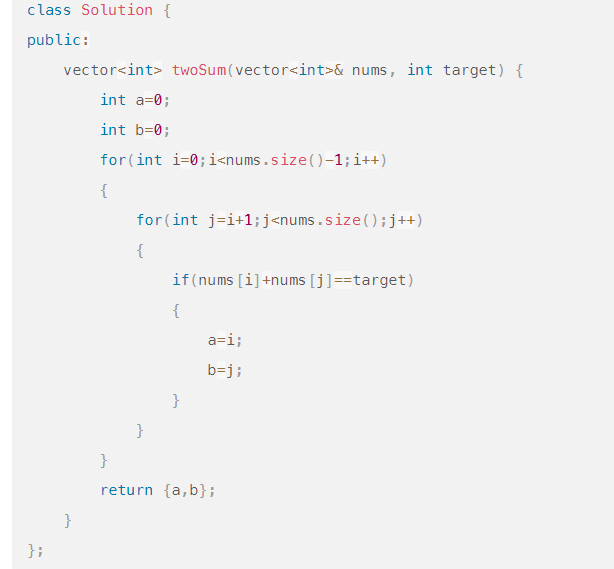 class Solution {
public:
    vector<int> twoSum(vector<int>& nums, int target) {
        int a=0;
        int b=0;
        for(int i=0;i<nums.size()-1;i++)
        {
            for(int j=i+1;j<nums.size();j++)
            {
                if(nums[i]+nums[j]==target)
                {
                    a=i;
                    b=j;
                }
            }
        }
        return {a,b};
    }
};